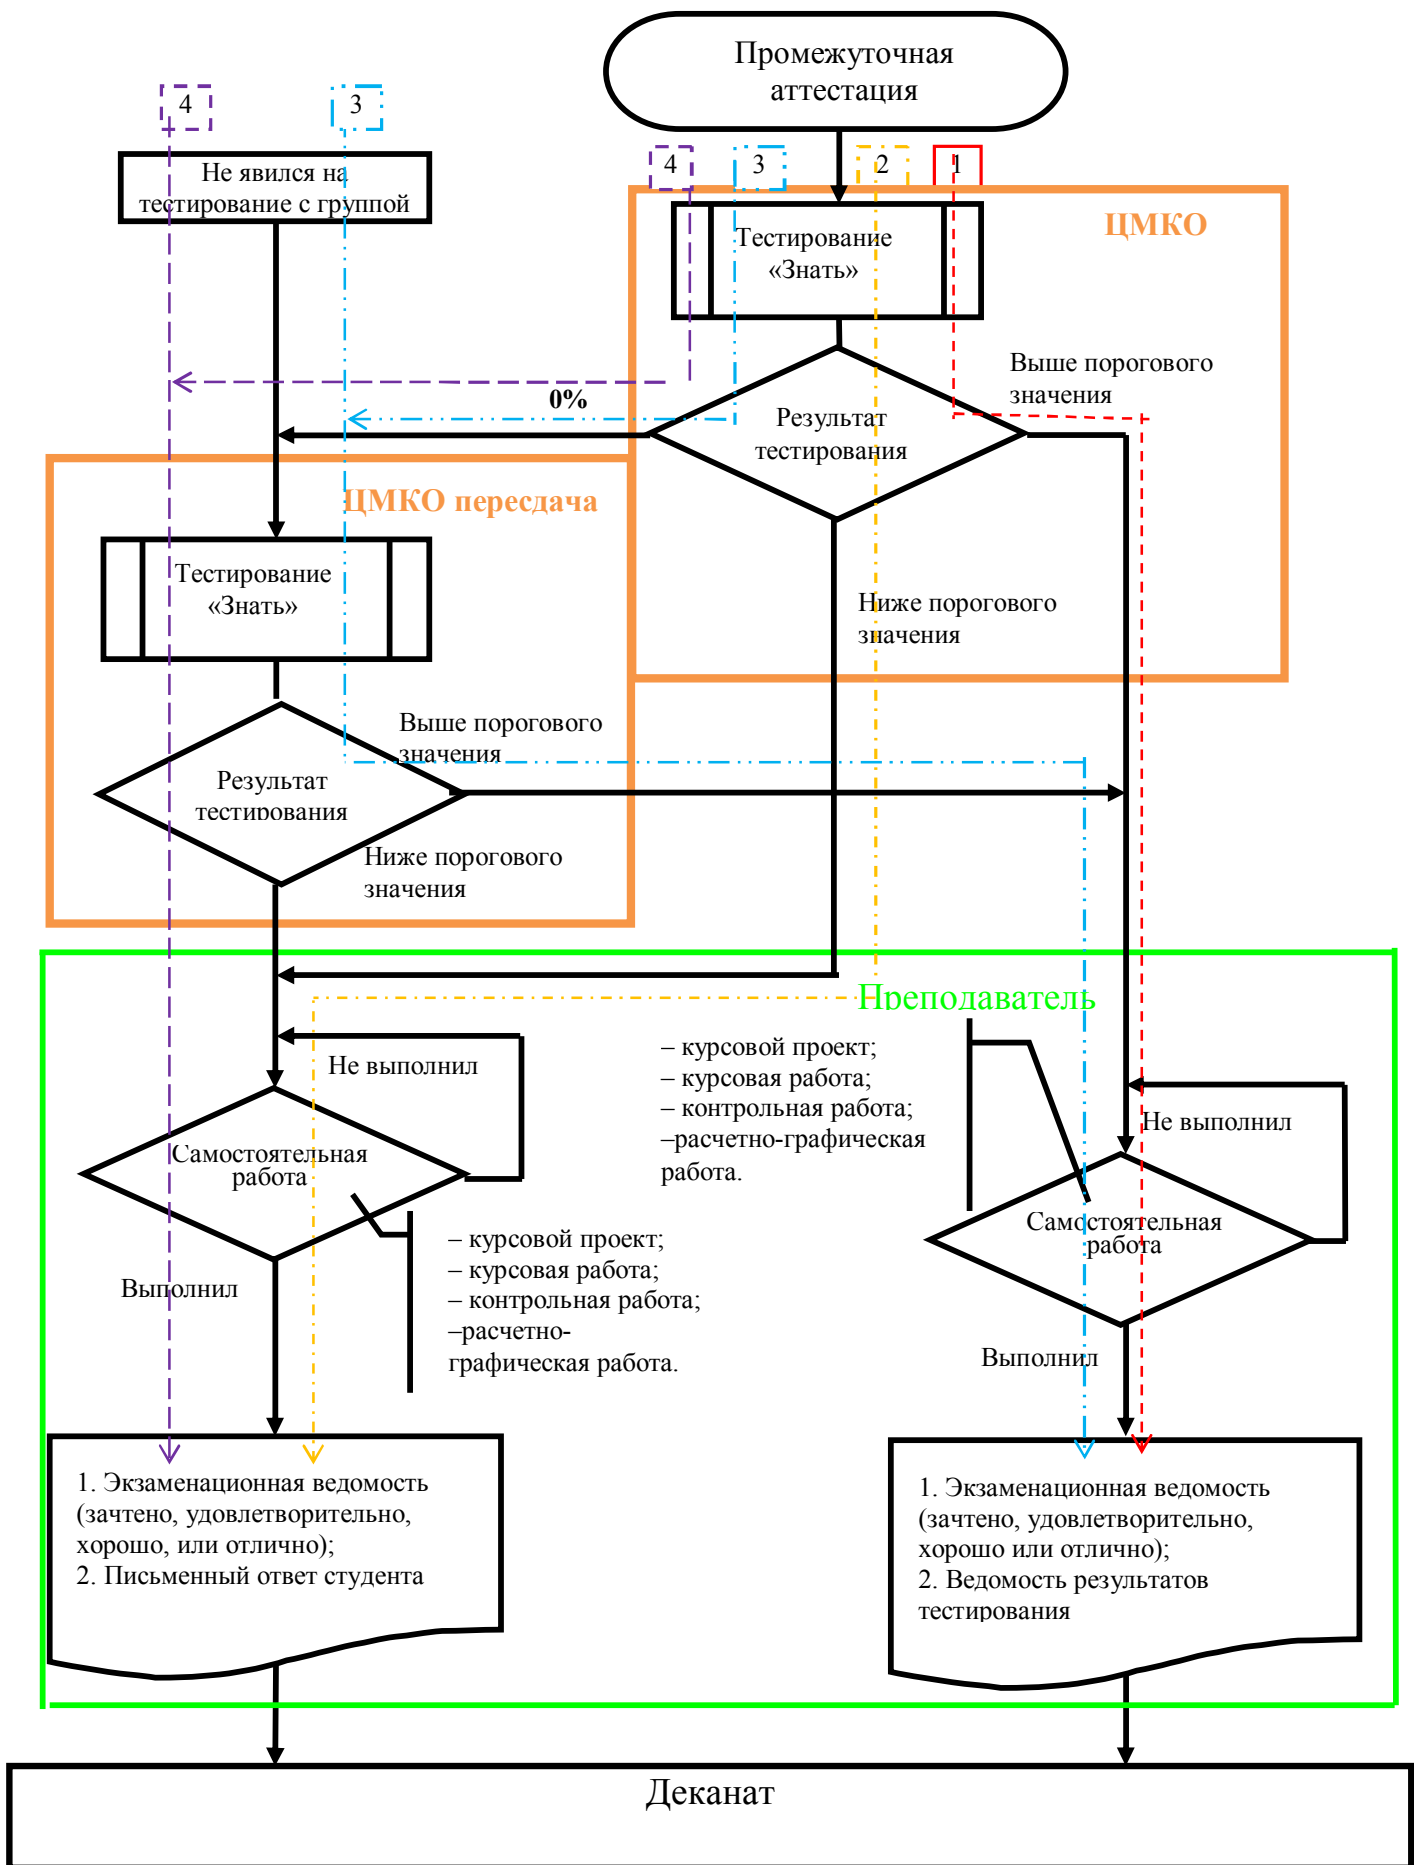 Промежуточная
аттестация
4
3
Не явился на
тестирование с группой
4
3
2
1
ЦМКО
Тестирование
«Знать»
Выше порогового
значения
0%
Результат
тестирования
ЦМКО пересдача
Тестирование
«Знать»
Ниже порогового
значения
Выше порогового
значения
Результат
тестирования
Ниже порогового
значения
Преподаватель
Не выполнил
– курсовой проект;
– курсовая работа;
– контрольная работа;
–расчетно-графическая
работа.
Не выполнил
Самостоятельная
работа
Самостоятельная
работа
– курсовой проект;
– курсовая работа;
– контрольная работа;
–расчетно-
графическая работа.
Выполнил
Выполнил
1. Экзаменационная ведомость
(зачтено, удовлетворительно,
хорошо, или отлично);
2. Письменный ответ студента
1. Экзаменационная ведомость
(зачтено, удовлетворительно,
хорошо или отлично);
2. Ведомость результатов
тестирования
Деканат